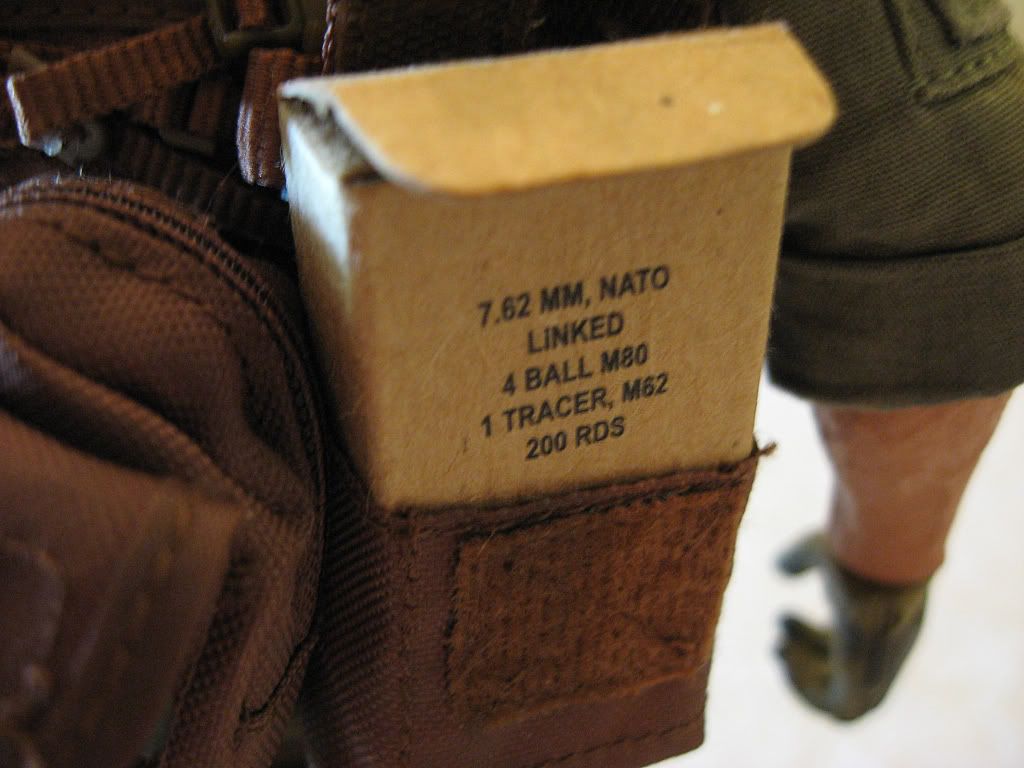 7.62 MM, NATO
LINKED
4 BALL M80
1 TRACER, M62
200 RDS